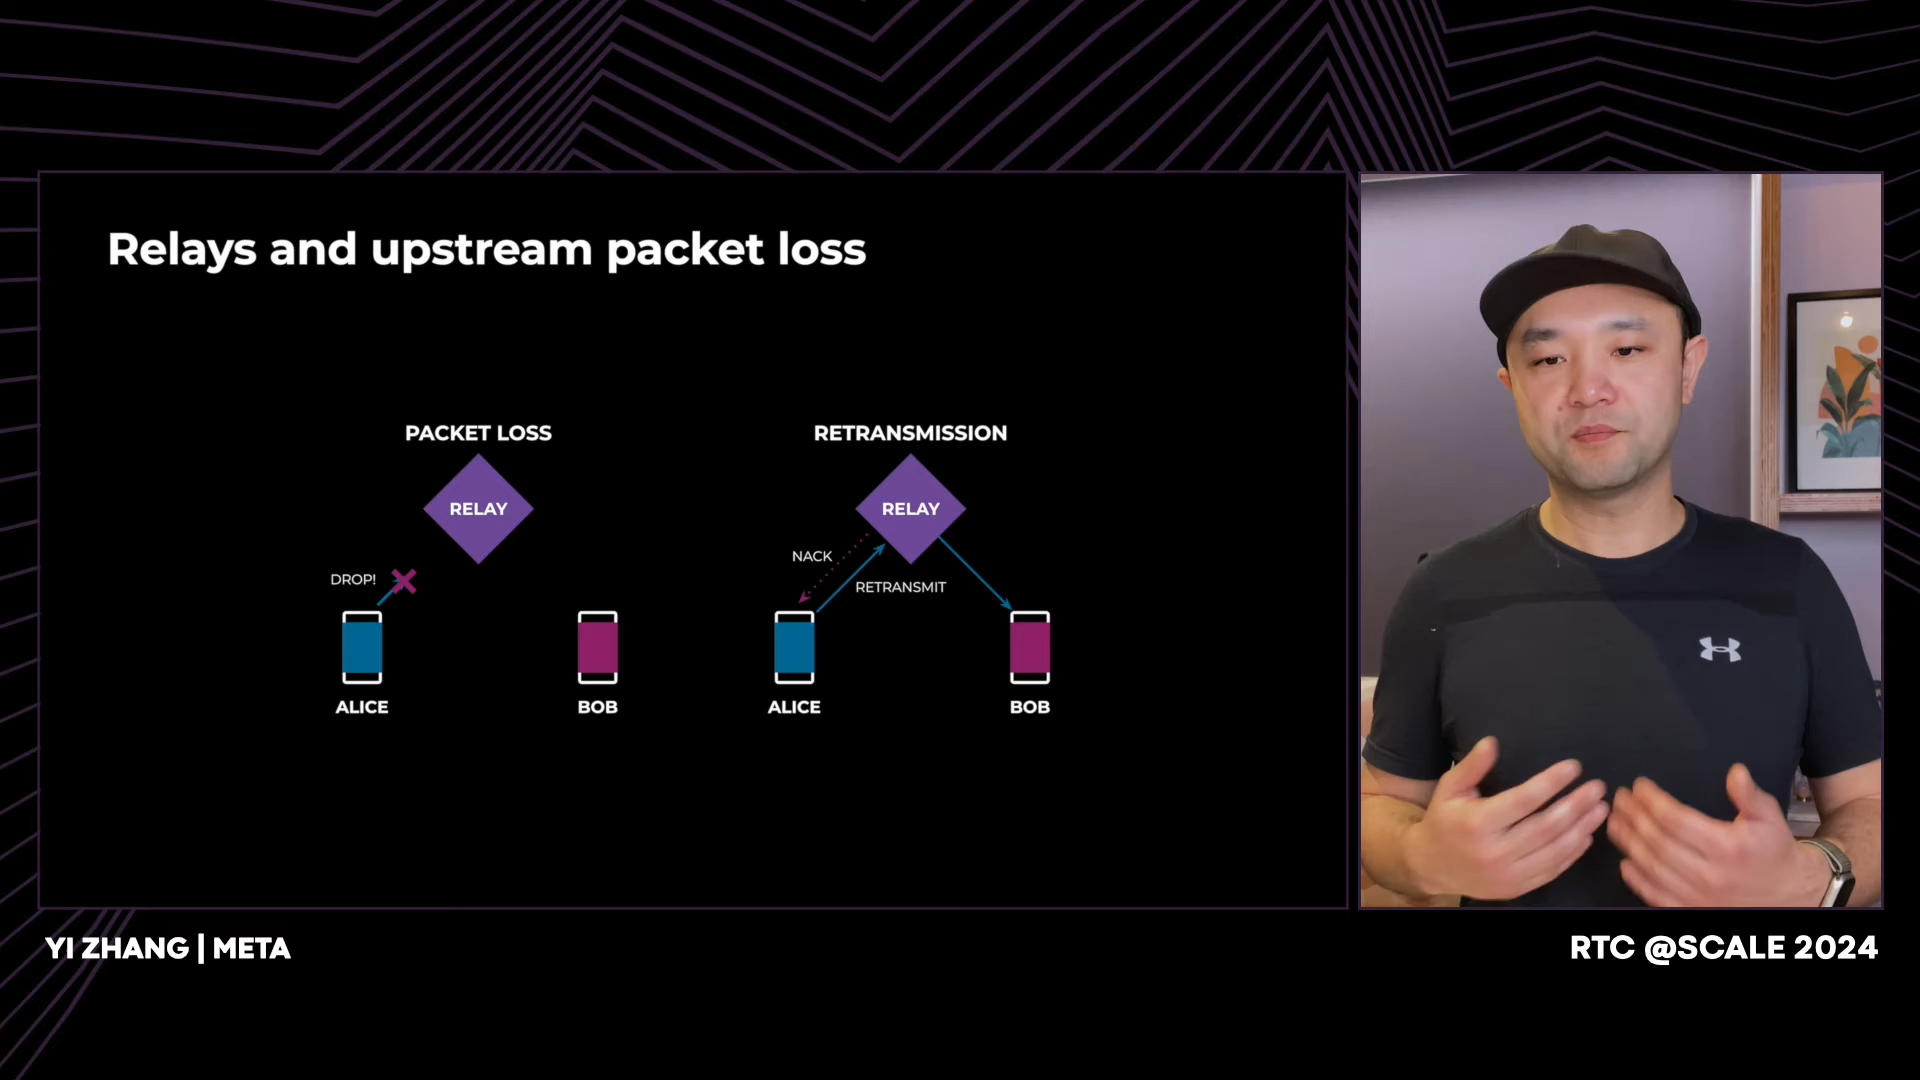 Relays and upstream packet loss
PACKET LOSS
RELAY
DROP!
ALICE
BOB
RETRANSMISSION
RELAY
NACK
RETRANSMIT
ALICE
BOB
YI ZHANG | META
RTC @SCALE 2024